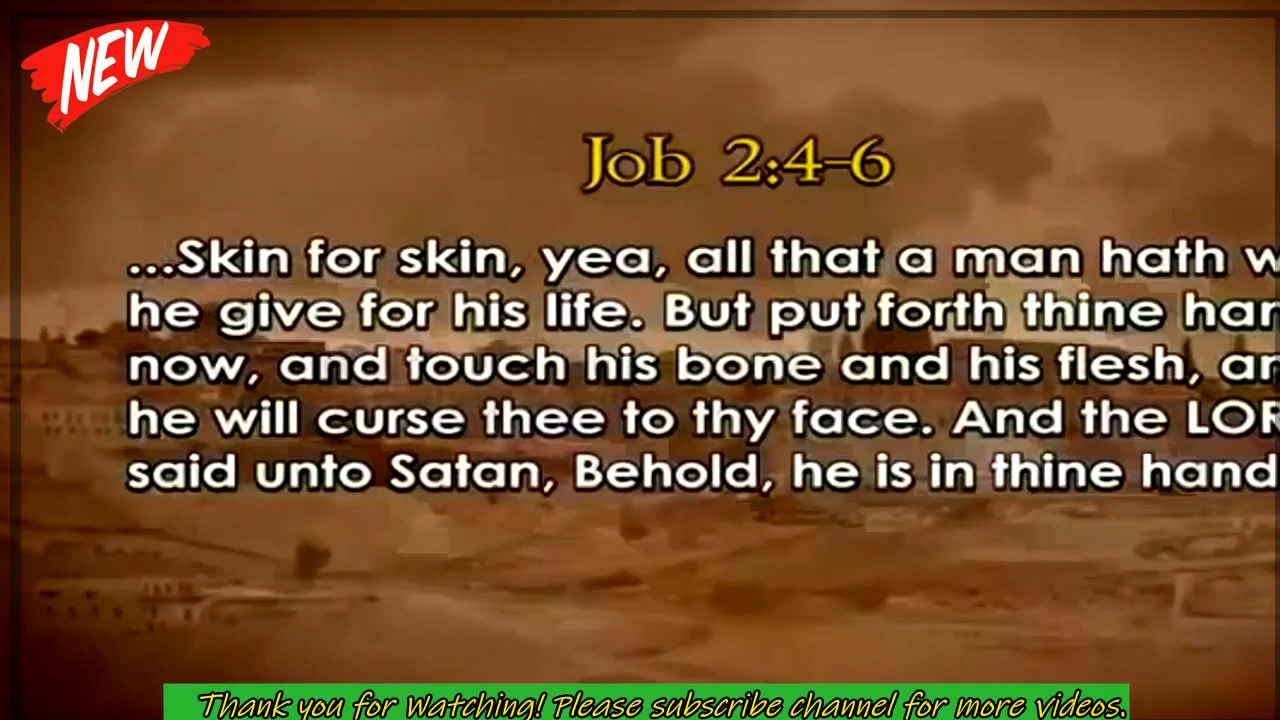 NEW
Job 2:4-6
...Skin for skin, yea, all that a man hath
he give for his life. But put forth thine
now, and touch his bone and his flesh,
he will curse thee to thy face. And the
said unto Satan, Behold, he is in thine hand
Thank you for Watching! Please subscribe channel for more videos.